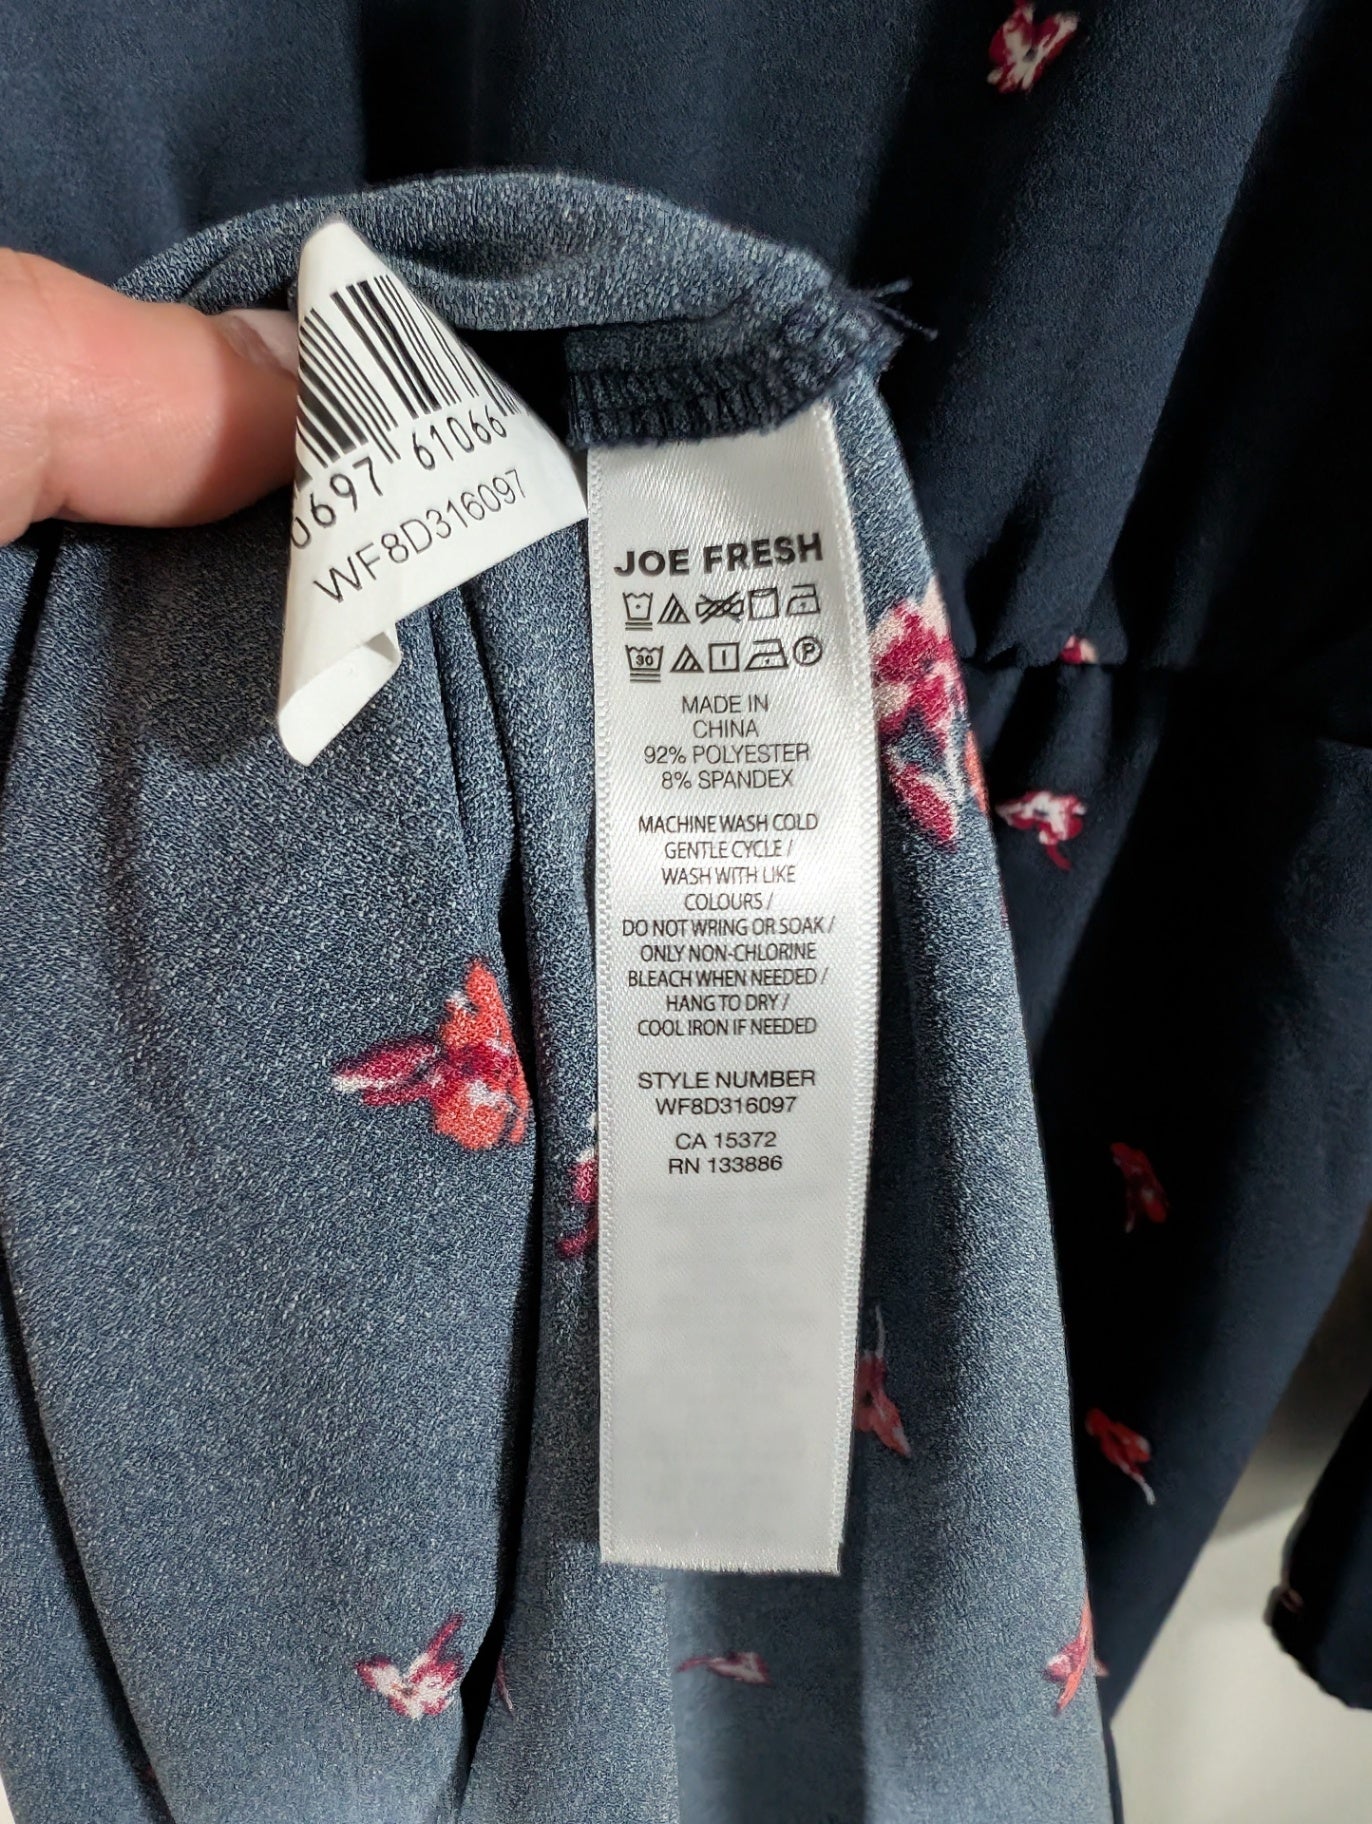 0697 61066
WF8D316097
JOE FRESH
30 P
MADE IN
CHINA
92% POLYESTER
8% SPANDEX
MACHINE WASH COLD
GENTLE CYCLE /
WASH WITH LIKE
COLOURS /
DO NOT WRING OR SOAK /
ONLY NON-CHLORINE
BLEACH WHEN NEEDED /
HANG TO DRY /
COOL IRON IF NEEDED
STYLE NUMBER
WF8D316097
CA 15372
RN 133886